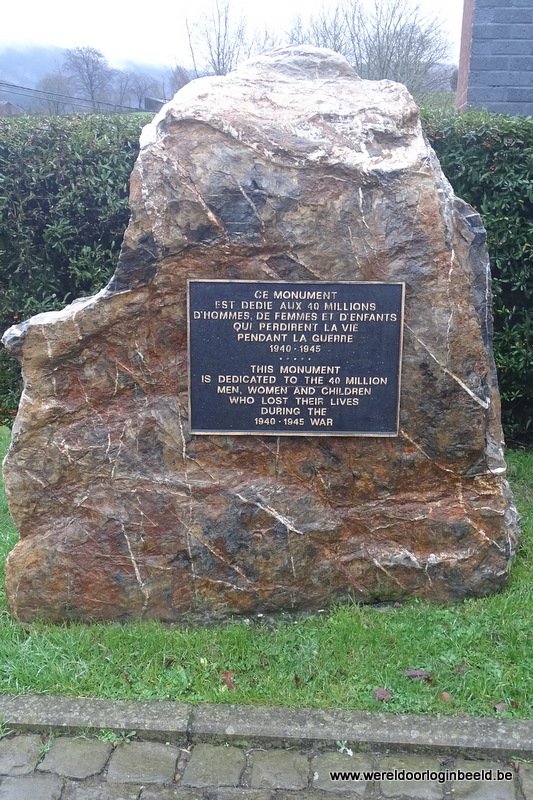 CE MONUMENT
EST DEDIE AUX 40 MILLIONS
D'HOMMES, DE FEMMES ET D'ENFANTS
QUI PERDIRENT LA VIE
PENDANT LA GUERRE
1940 - 1945
.....
THIS MONUMENT
IS DEDICATED TO THE 40 MILLION
MEN, WOMEN AND CHILDREN
WHO LOST THEIR LIVES
DURING THE
1940 - 1945 WAR
www.wereldoorloginbeeld.be